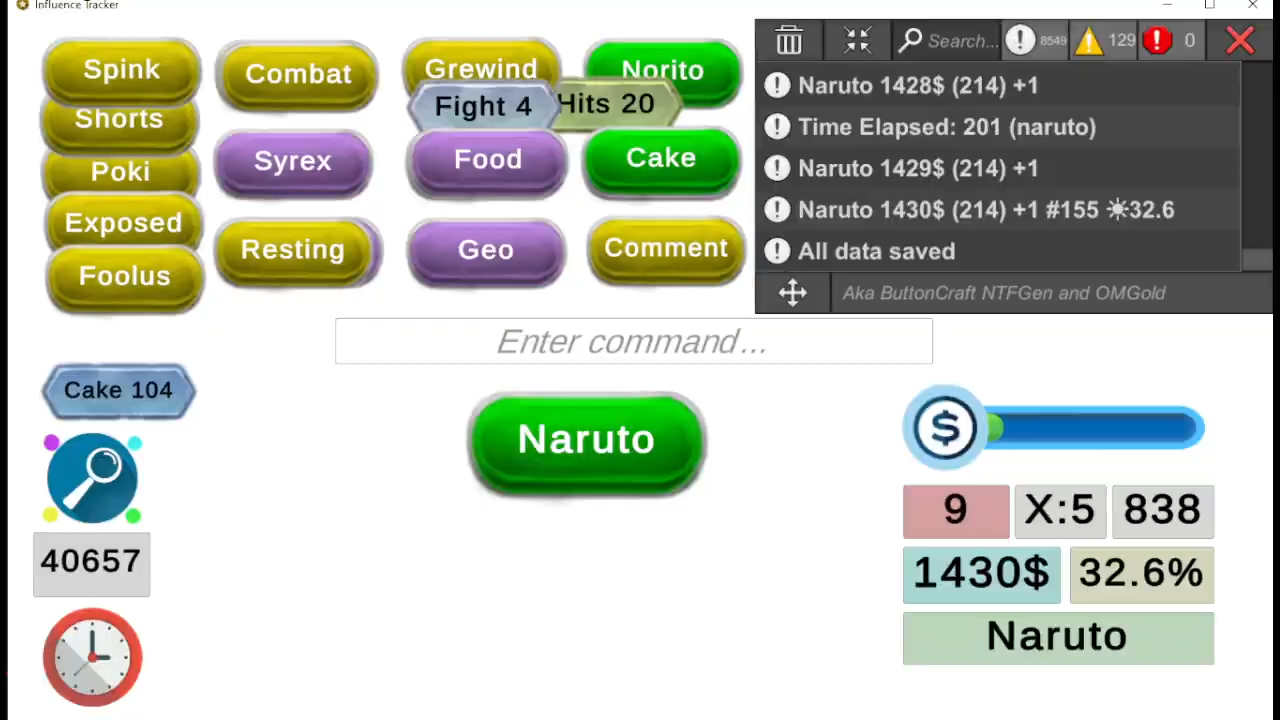 Influence Tracker
Spink
Combat
Grewind
Norito
Fight 4
Hits 20
Shorts
Poki
Syrex
Food
Cake
Exposed
Resting
Geo
Comment
Foolus
Search...
8549
129
0
Naruto 1428$ (214) +1
Time Elapsed: 201 (naruto)
Naruto 1429$ (214) +1
Naruto 1430$ (214) +1 #155 ☀32.6
All data saved
Aka ButtonCraft NTFGen and OMGold
Enter command...
Cake 104
Naruto
$
9
X:5
838
40657
1430$
32.6%
Naruto